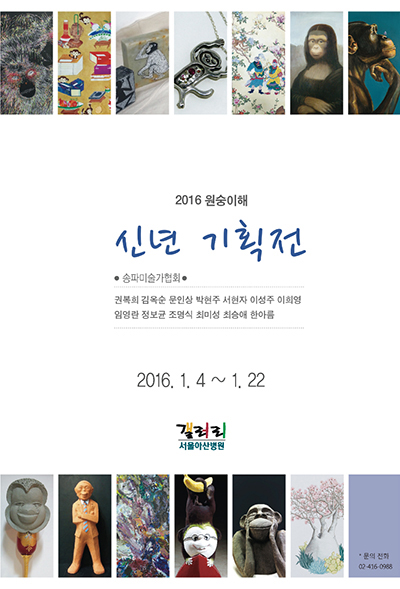 2016 원숭이해
신년 기획전
● 송파미술가협회 ●
권복희 김옥순 문인상 박현주 서현자 이성주 이희영
임영란 정보균 조명식 최미성 최승애 한아름
2016. 1. 4 ~ 1. 22
갤러리
서울아산병원
* 문의 전화
02-416-0988